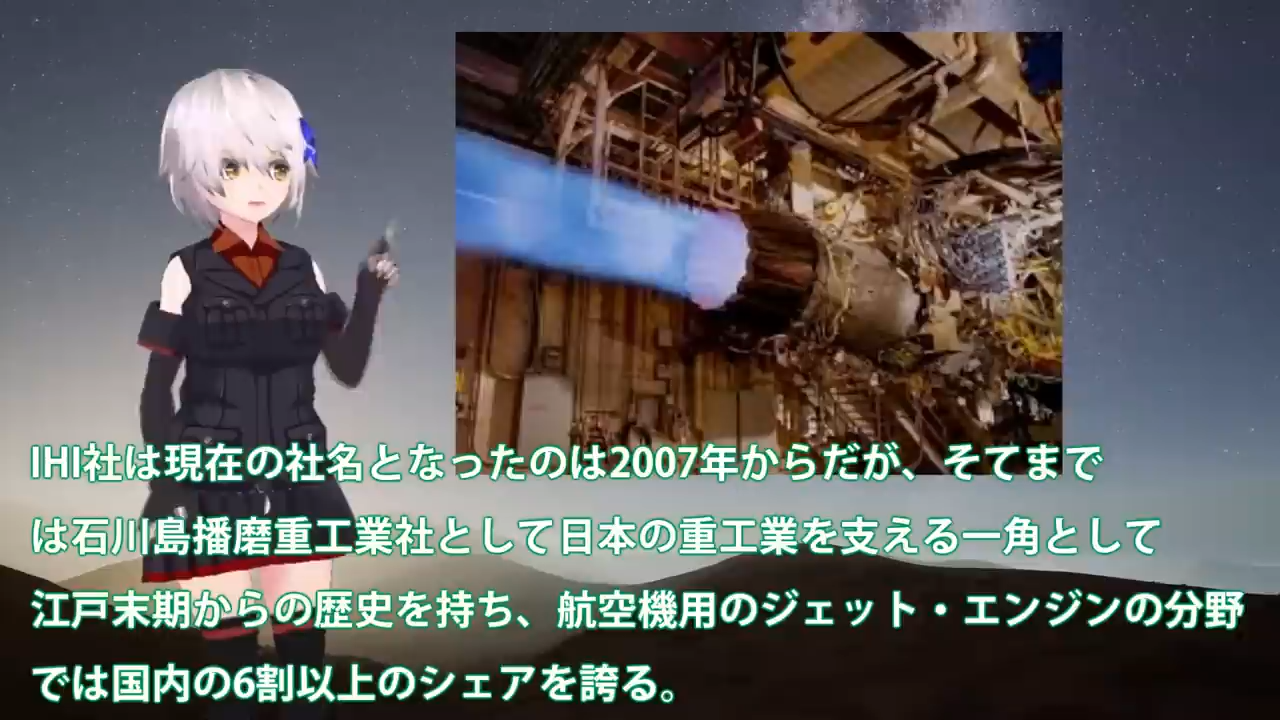 IHI社は現在の社名となったのは2007年からだが、そてまで
は石川島播磨重工業社として日本の重工業を支える一角として
江戸末期からの歴史を持ち、航空機用のジェット・エンジンの分野
では国内の6割以上のシェアを誇る。